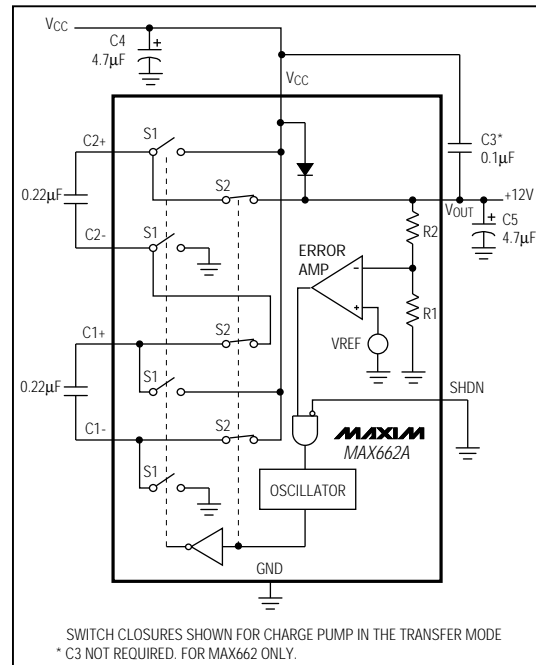 VCC
C4
4.7µF
VCC
C3*
0.1µF
S1
C2+
0.22µF
S2
VOUT
+12V
C5
4.7µF
C2-
S1
ERROR
AMP
R2
R1
VREF
C1+
S2
0.22µF
S1
SHDN
C1-
S2
MAXIM
MAX662A
S1
OSCILLATOR
GND
SWITCH CLOSURES SHOWN FOR CHARGE PUMP IN THE TRANSFER MODE
* C3 NOT REQUIRED. FOR MAX662 ONLY.